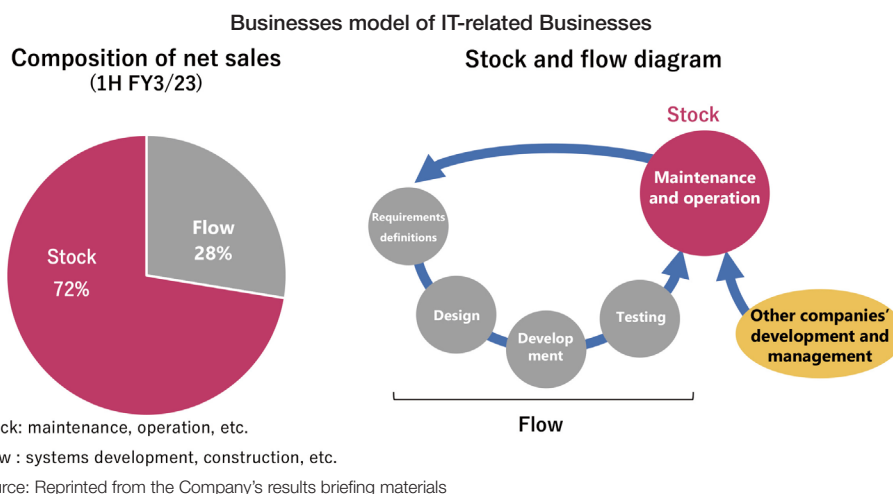 Businesses model of IT-related Businesses
Composition of net sales
(1H FY3/23)
Flow
28%
Stock
72%
Stock and flow diagram
Stock
Maintenance
and operation
Requirements
definitions
Design
Develop
ment
Testing
Other companies'
development and
management
Flow
ck: maintenance, operation, etc.
w : systems development, construction, etc.
urce: Reprinted from the Company's results briefing materials